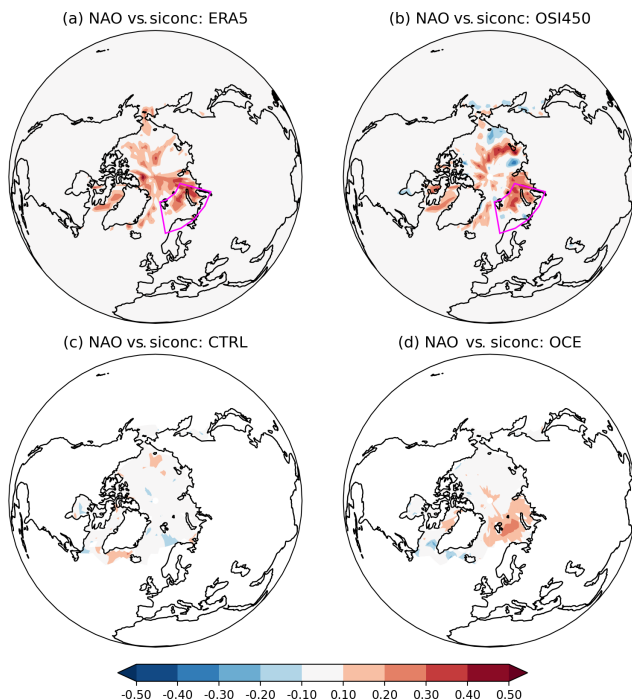 (a) NAO vs. siconc: ERA5
(b) NAO vs. siconc: OSI450
(c) NAO vs. siconc: CTRL
(d) NAO vs. siconc: OCE
-0.50 -0.40 -0.30 -0.20 -0.10 0.10 0.20 0.30 0.40 0.50